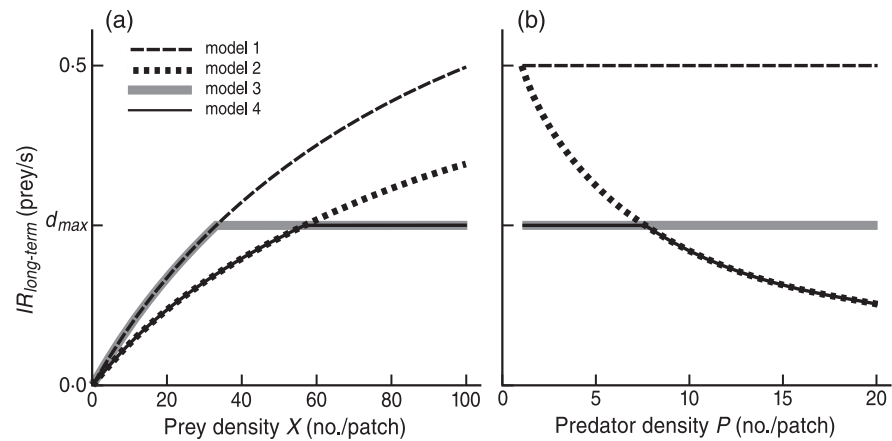 (a)
(b)
model 1
model 2
model 3
model 4
0·5
d_max
0·0
IR_long-term (prey/s)
0 20 40 60 80 100
Prey density X (no./patch)
0 5 10 15 20
Predator density P (no./patch)